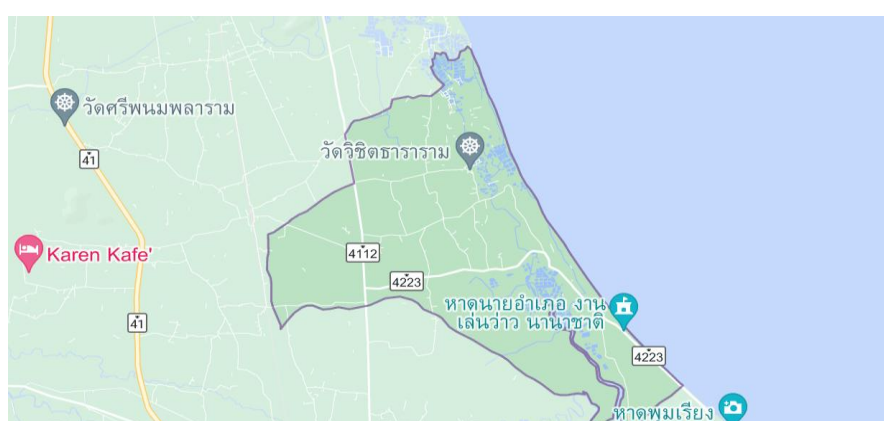 วัดศรีพนมพลาราม
41
วัดจิชิตธาราราม
Karen Kafe'
4112
4223
หาดนายอำเภอ งาน
เล่นว่าว นานาชาติ
41
4223
หาดพุมเรียง